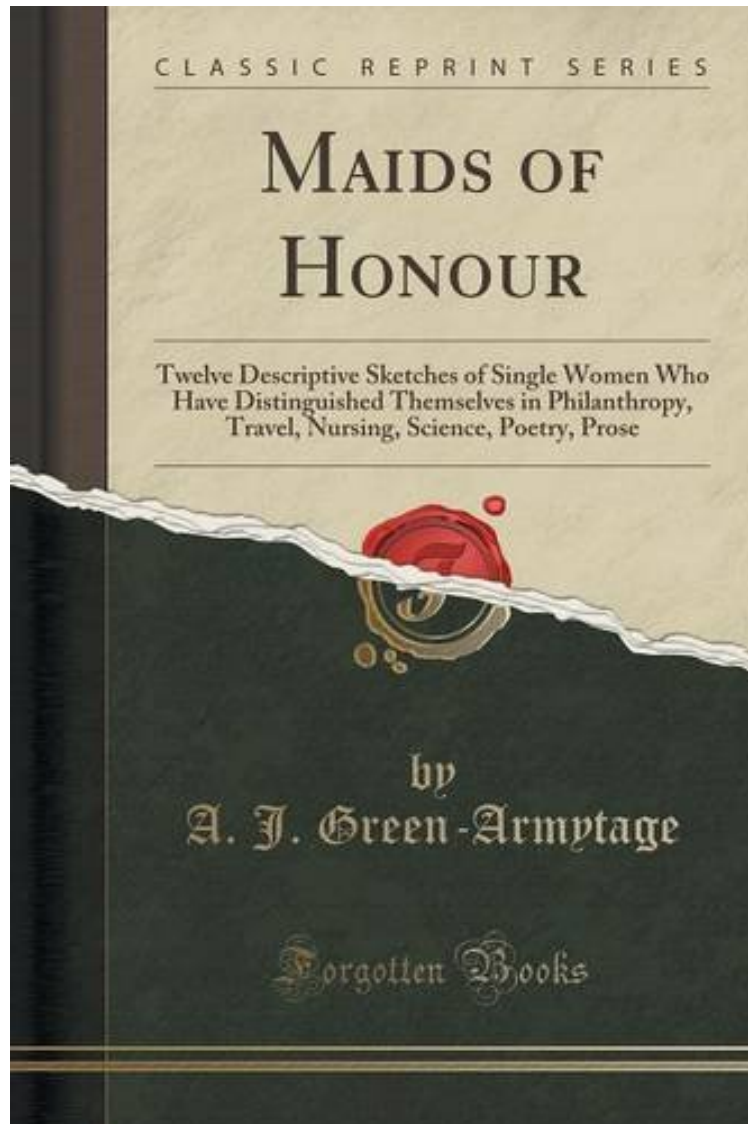 CLASSIC REPRINT SERIES
MAIDS OF
HONOUR
Twelve Descriptive Sketches of Single Women Who
Have Distinguished Themselves in Philanthropy,
Travel, Nursing, Science, Poetry, Prose
F
by
A. J. Green-Armytage
Forgotten Books